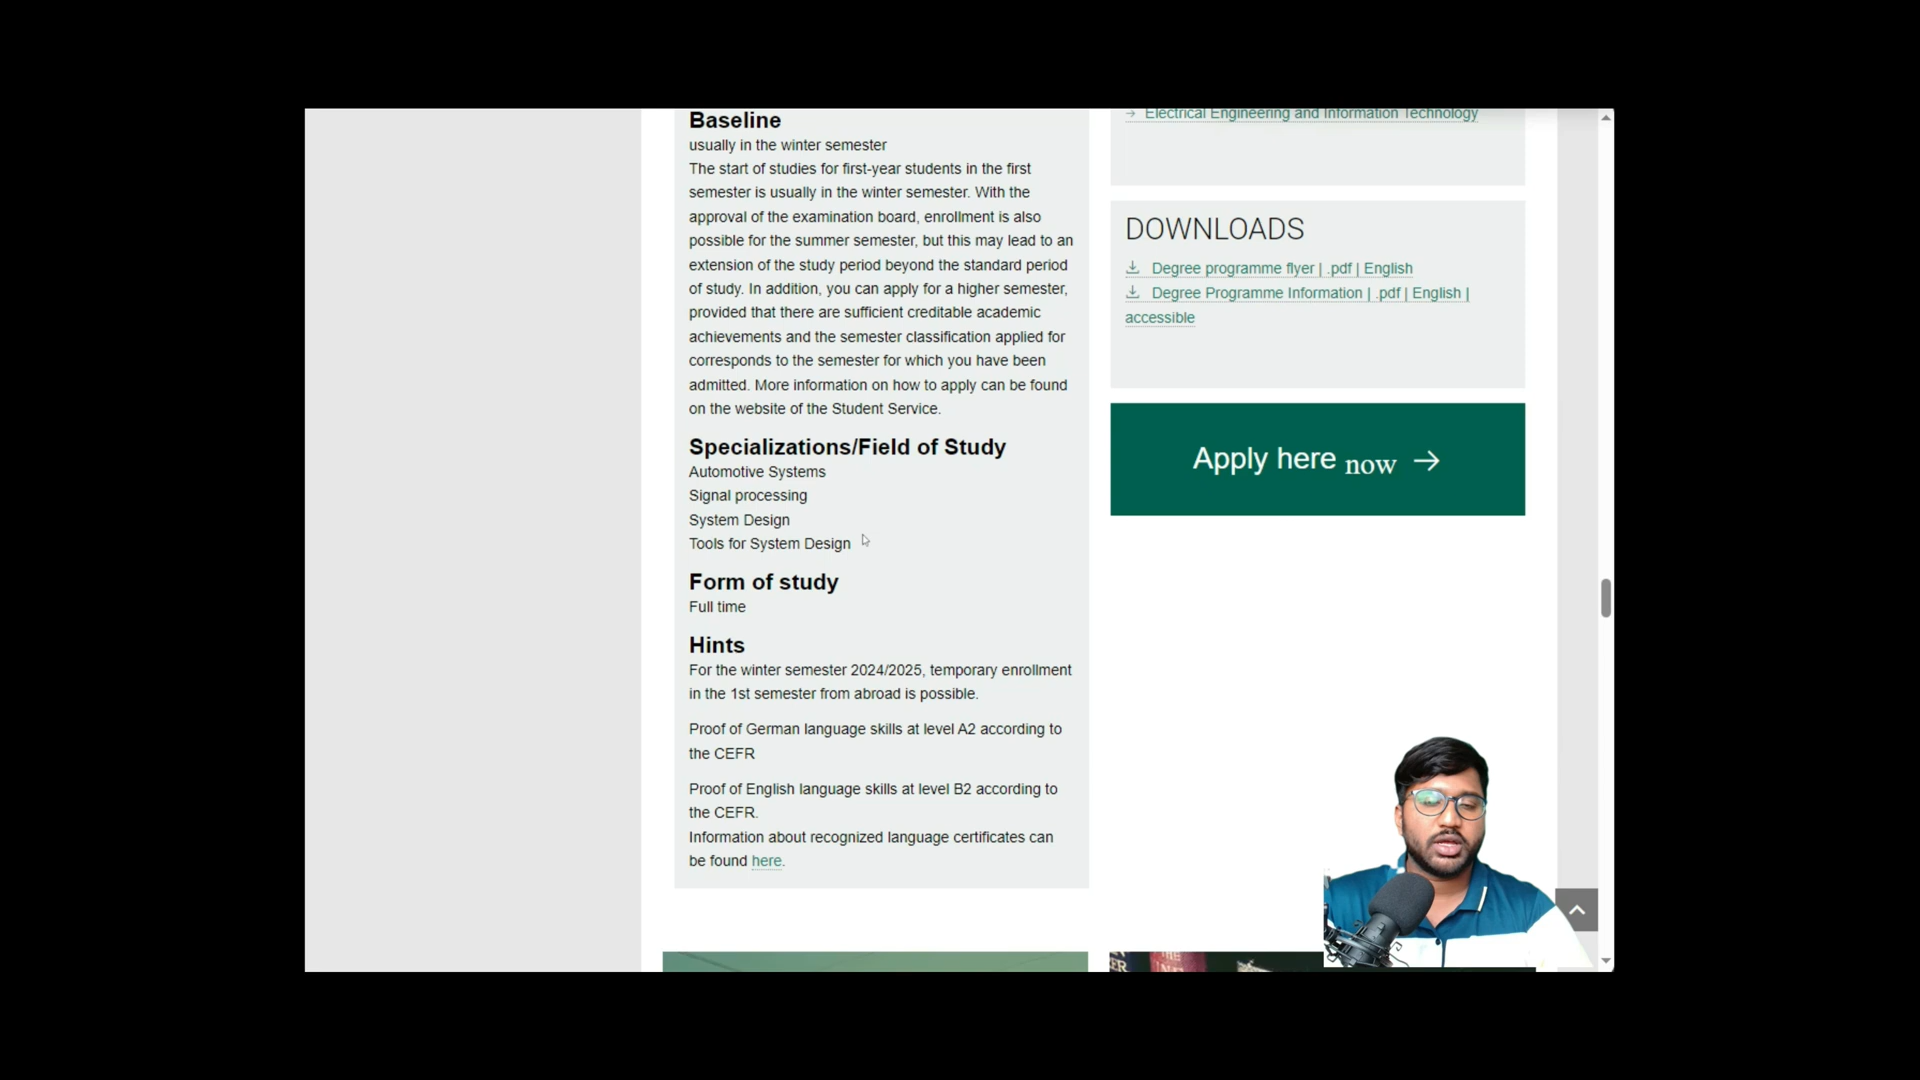 Baseline
usually in the winter semester
The start of studies for first-year students in the first
semester is usually in the winter semester. With the
approval of the examination board, enrollment is also
possible for the summer semester, but this may lead to an
extension of the study period beyond the standard period
of study. In addition, you can apply for a higher semester,
provided that there are sufficient creditable academic
achievements and the semester classification applied for
corresponds to the semester for which you have been
admitted. More information on how to apply can be found
on the website of the Student Service.
Specializations/Field of Study
Automotive Systems
Signal processing
System Design
Tools for System Design
Form of study
Full time
Hints
For the winter semester 2024/2025, temporary enrollment
in the 1st semester from abroad is possible.
Proof of German language skills at level A2 according to
the CEFR
Proof of English language skills at level B2 according to
the CEFR.
Information about recognized language certificates can
be found here.
→ Electrical Engineering and Information Technology
DOWNLOADS
Degree programme flyer | .pdf | English
Degree Programme Information | .pdf | English |
accessible
Apply here now →